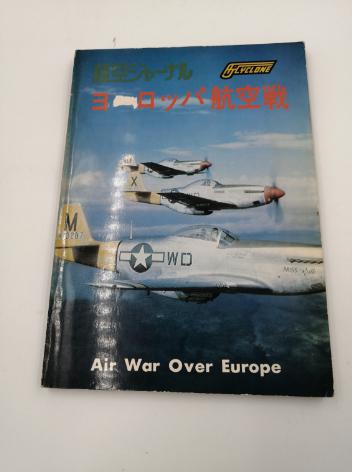 航空ジャーナル
CYCLONE
ヨーロッパ航空戦
X
M
WD
Air War Over Europe